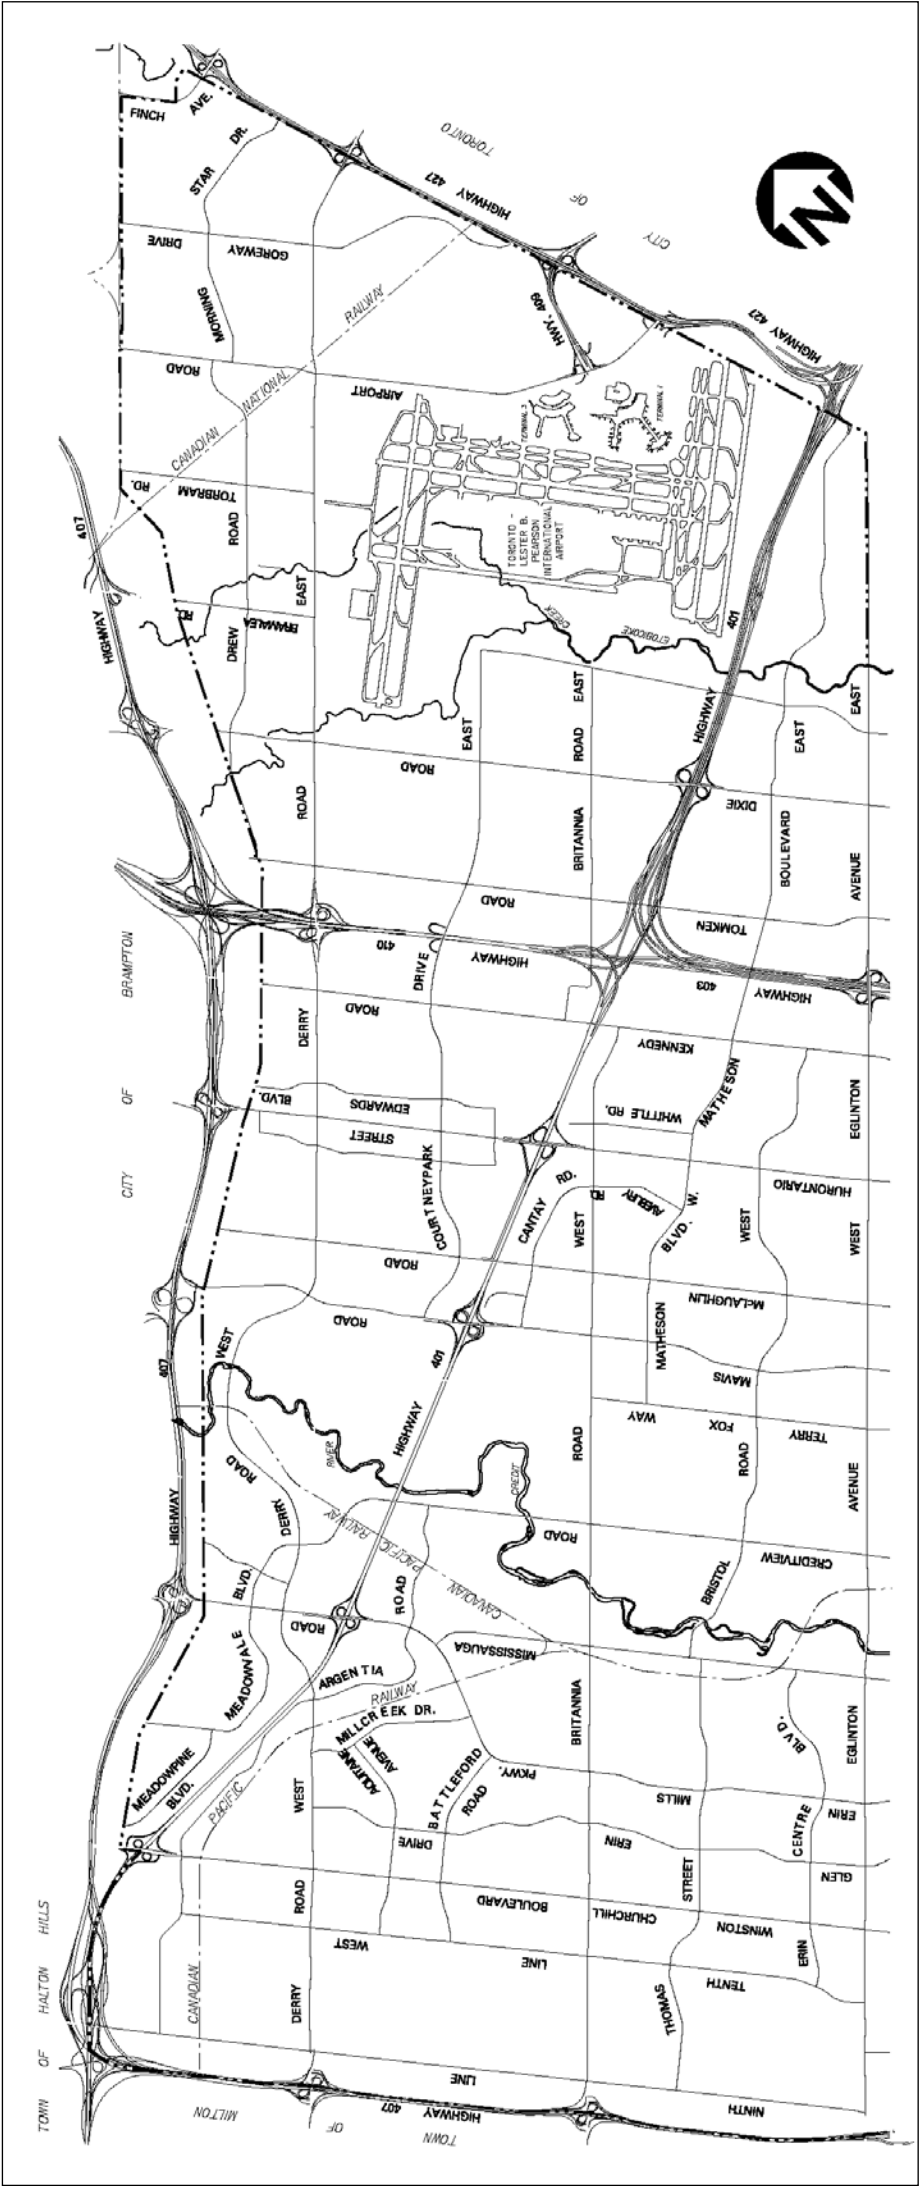 FINCH
AVE.
STAR
DR.
TORONTO
OF
CITY
HIGHWAY 427
N
GOREWAY
DRIVE
MORNING
RAILWAY
HWY. 409
HIGHWAY 427
ROAD
AIRPORT
NATIONAL
CANADIAN
TERMINAL 3
TERMINAL 1
TORBRAM
RD.
407
ROAD
TORONTO -
LESTER B.
PEARSON
INTERNATIONAL
AIRPORT
HIGHWAY
EAST
BRAMALEA
RD.
DREW
CREEK
ETOBICOKE
401
EAST
EAST
EAST
ROAD
ROAD
ROAD
HIGHWAY
EAST
DIXIE
BRITANNIA
BOULEVARD
AVENUE
ROAD
TOMKEN
BRAMPTON
OF
CITY
410
DRIVE
HIGHWAY
403
HIGHWAY
DERRY
ROAD
KENNEDY
EDWARDS
BLVD.
STREET
WHITTLE RD.
MATHESON
EGLINTON
COURTNEYPARK
CANTAY
RD.
AVEBURY
RD.
HURONTARIO
WEST
BLVD. W.
WEST
WEST
ROAD
McLAUGHLIN
ROAD
MATHESON
MAVIS
407
WEST
401
HIGHWAY
TERRY
FOX
WAY
RIVER
CREDIT
ROAD
ROAD
AVENUE
HIGHWAY
ROAD
DERRY
RAILWAY
PACIFIC
CANADIAN
ROAD
CREDITVIEW
BRISTOL
BLVD.
MEADOWVALE
ROAD
ROAD
ARGENTIA
MISSISSAUGA
RAILWAY
MILLCREEK DR.
BRITANNIA
BLVD.
EGLINTON
MEADOWPINE
BLVD.
PACIFIC
WEST
AQUITAINE
AVENUE
BATTLEFORD
ROAD
PKWY.
MILLS
ERIN
DRIVE
ERIN
CENTRE
GLEN
HILLS
HALTON
OF
TOWN
ROAD
BOULEVARD
CHURCHILL
WINSTON
STREET
ERIN
WEST
LINE
TENTH
CANADIAN
DERRY
THOMAS
LINE
NINTH
MILTON
OF
TOWN
HIGHWAY 407